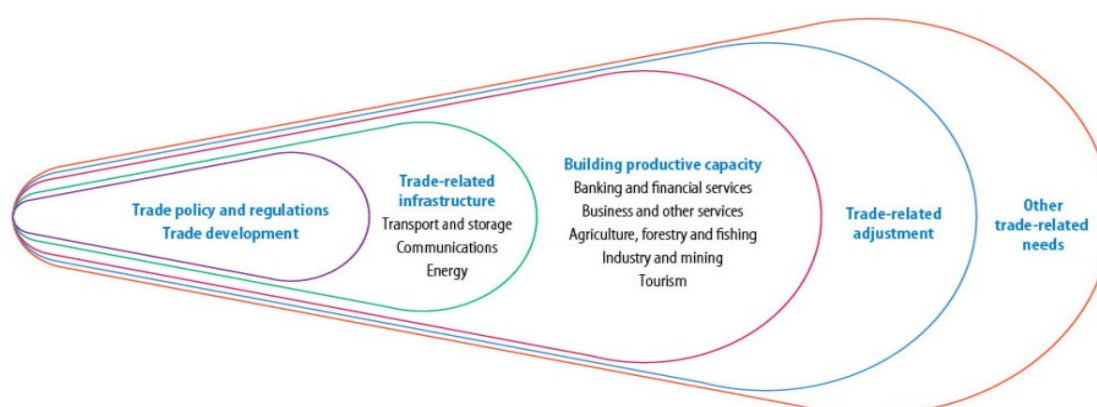 Trade policy and regulations
Trade development
Trade-related
infrastructure
Transport and storage
Communications
Energy
Building productive capacity
Banking and financial services
Business and other services
Agriculture, forestry and fishing
Industry and mining
Tourism
Trade-related
adjustment
Other
trade-related
needs